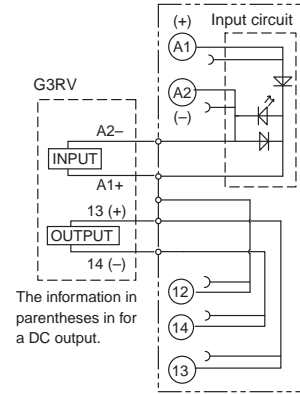 (+)
Input circuit
A1
G3RV
A2
(–)
A2–
INPUT
A1+
13 (+)
OUTPUT
14 (–)
The information in
parentheses in for
a DC output.
12
14
13